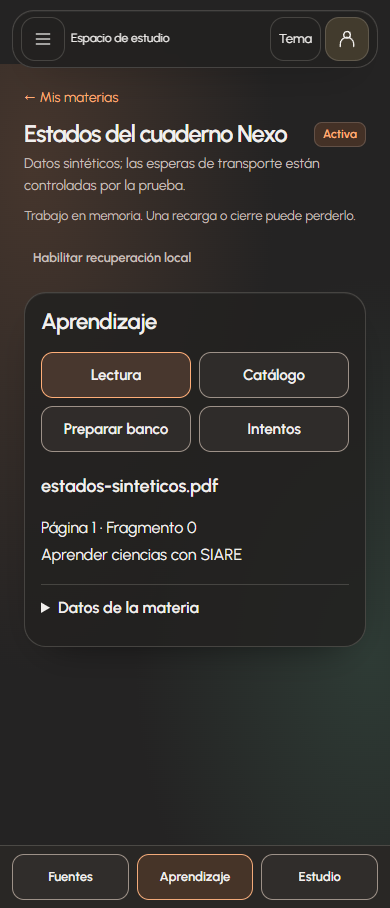 Espacio de estudio
Tema
← Mis materias
Estados del cuaderno Nexo
Activa
Datos sintéticos; las esperas de transporte están
controladas por la prueba.
Trabajo en memoria. Una recarga o cierre puede perderlo.
Habilitar recuperación local
Aprendizaje
Lectura
Catálogo
Preparar banco
Intentos
estados-sinteticos.pdf
Página 1 · Fragmento 0
Aprender ciencias con SIARE
Datos de la materia
Fuentes
Aprendizaje
Estudio